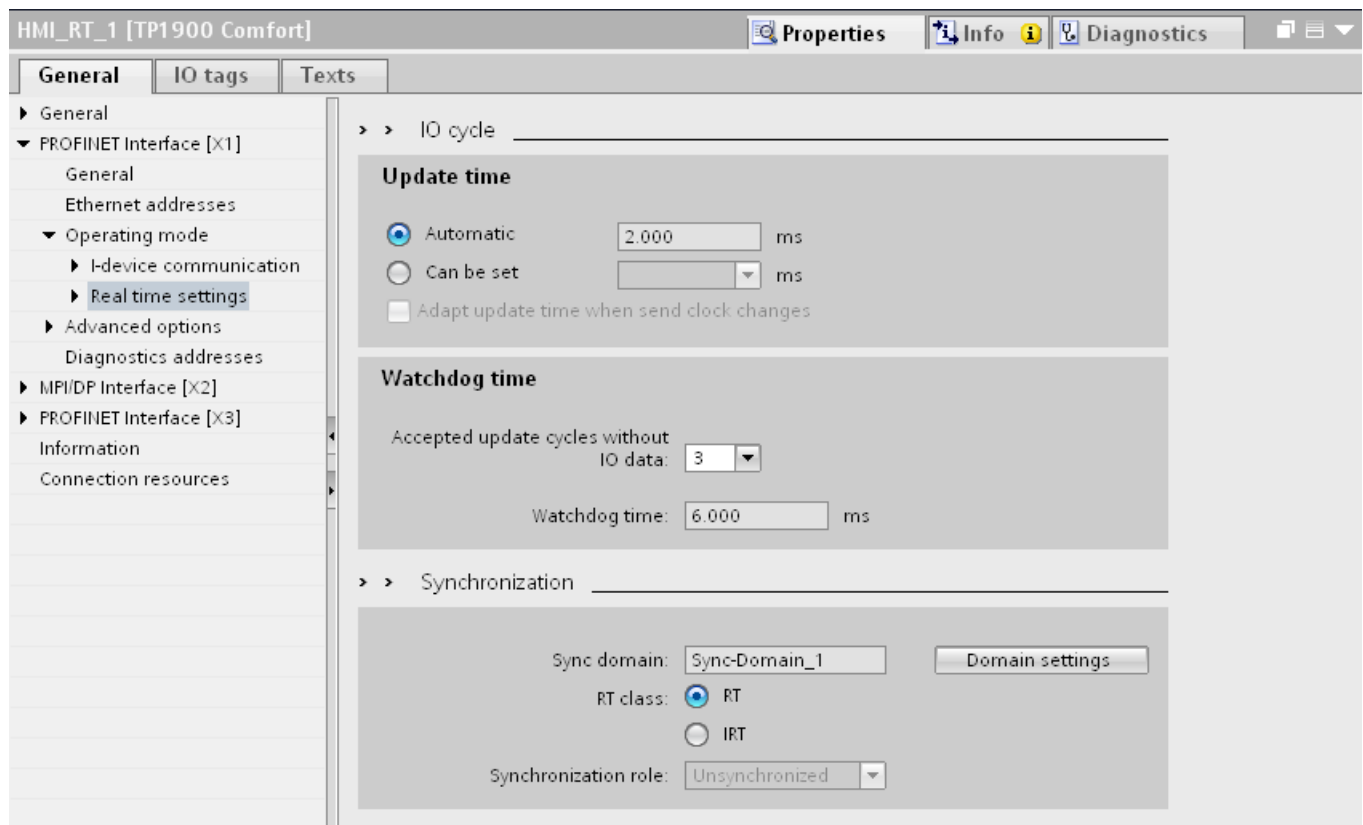 HMI_RT_1 [TP1900 Comfort]
Properties
Info
Diagnostics
General
IO tags
Texts
General
PROFINET Interface [X1]
General
Ethernet addresses
Operating mode
I-device communication
Real time settings
Advanced options
Diagnostics addresses
MPI/DP Interface [X2]
PROFINET Interface [X3]
Information
Connection resources
> > IO cycle
Update time
Automatic 2.000 ms
Can be set ms
Adapt update time when send clock changes
Watchdog time
Accepted update cycles without
IO data: 3
Watchdog time: 6.000 ms
> > Synchronization
Sync domain: Sync-Domain_1 Domain settings
RT class: RT
IRT
Synchronization role: Unsynchronized